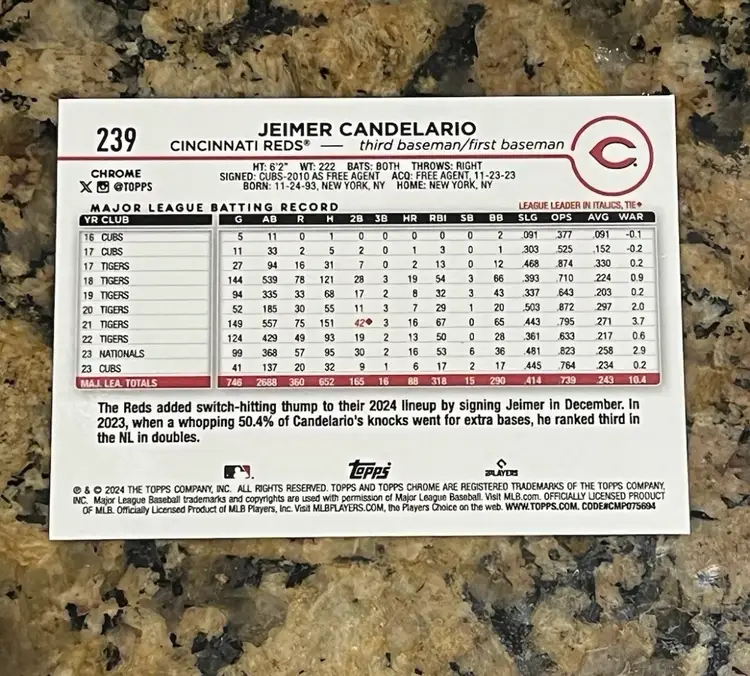 239
JEIMER CANDELARIO
CINCINNATI REDS® — third baseman/first baseman
C
HT: 6'2" WT: 222 BATS: BOTH THROWS: RIGHT
SIGNED: CUBS-2010 AS FREE AGENT ACQ: FREE AGENT, 11-23-23
BORN: 11-24-93, NEW YORK, NY HOME: NEW YORK, NY
CHROME
X @TOPPS
MAJOR LEAGUE BATTING RECORD LEAGUE LEADER IN ITALICS, TIE♦
YR CLUB G AB R H 2B 3B HR RBI SB BB SLG OPS AVG WAR
16 CUBS 5 11 0 1 0 0 0 0 0 2 .091 .377 .091 -0.1
17 CUBS 11 33 2 5 2 0 1 3 0 1 .303 .525 .152 -0.2
17 TIGERS 27 94 16 31 7 0 2 13 0 12 .468 .874 .330 0.2
18 TIGERS 144 539 78 121 28 3 19 54 3 66 .393 .710 .224 0.9
19 TIGERS 94 335 33 68 17 2 8 32 3 43 .337 .643 .203 0.2
20 TIGERS 52 185 30 55 11 3 7 29 1 20 .503 .872 .297 2.0
21 TIGERS 149 557 75 151 42♦ 3 16 67 0 65 .443 .795 .271 3.7
22 TIGERS 124 429 49 93 19 2 13 50 0 28 .361 .633 .217 0.6
23 NATIONALS 99 368 57 95 30 2 16 53 6 36 .481 .823 .258 2.9
23 CUBS 41 137 20 32 9 1 6 17 2 17 .445 .764 .234 0.2
MAJ. LEA. TOTALS 746 2688 360 652 165 16 88 318 15 290 .414 .739 .243 10.4
The Reds added switch-hitting thump to their 2024 lineup by signing Jeimer in December. In
2023, when a whopping 50.4% of Candelario's knocks went for extra bases, he ranked third in
the NL in doubles.
Topps
PLAYERS
® & © 2024 THE TOPPS COMPANY, INC. ALL RIGHTS RESERVED. TOPPS AND TOPPS CHROME ARE REGISTERED TRADEMARKS OF THE TOPPS COMPANY,
INC. Major League Baseball trademarks and copyrights are used with permission of Major League Baseball. Visit MLB.com. OFFICIALLY LICENSED PRODUCT
OF MLB. Officially Licensed Product of MLB Players, Inc. Visit MLBPLAYERS.COM, the Players Choice on the web. WWW.TOPPS.COM. CODE#CMP075694